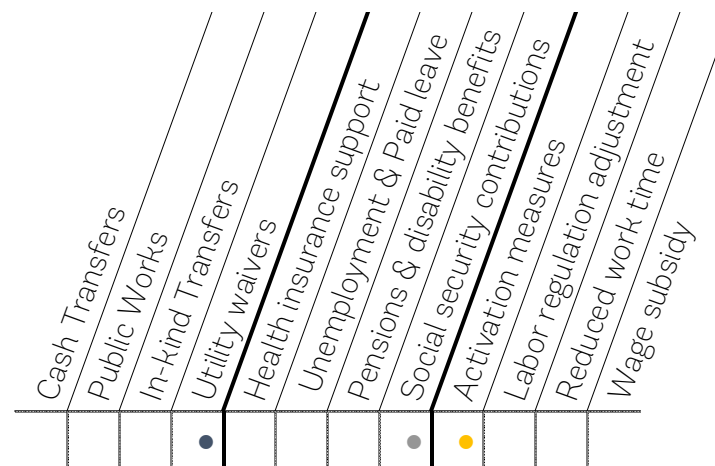 Cash Transfers
Public Works
In-kind Transfers
Utility waivers
Health insurance support
Unemployment & Paid leave
Pensions & disability benefits
Social security contributions
Activation measures
Labor regulation adjustment
Reduced work time
Wage subsidy